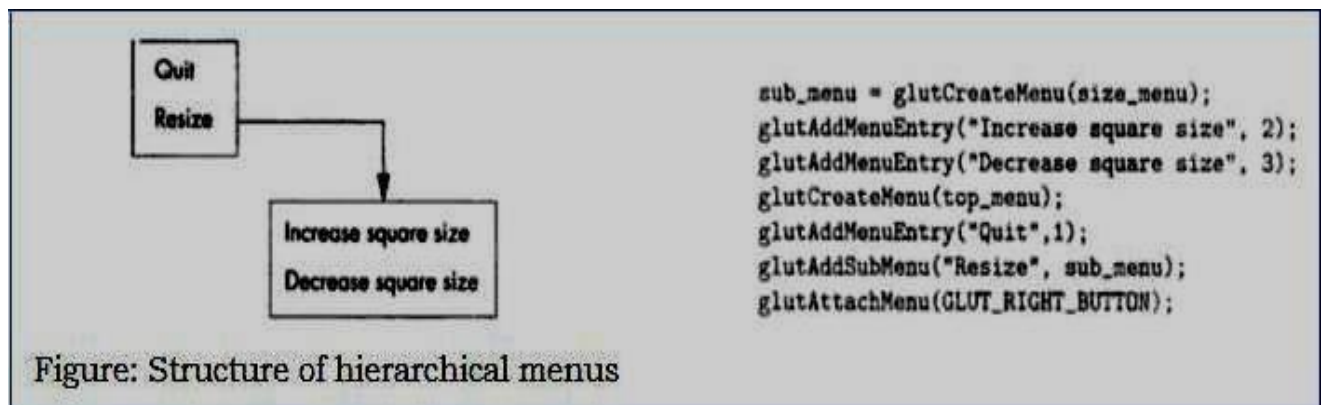 Quit
Resize
Increase square size
Decrease square size
sub_menu = glutCreateMenu(size_menu);
glutAddMenuEntry("Increase square size", 2);
glutAddMenuEntry("Decrease square size", 3);
glutCreateMenu(top_menu);
glutAddMenuEntry("Quit",1);
glutAddSubMenu("Resize", sub_menu);
glutAttachMenu(GLUT_RIGHT_BUTTON);
Figure: Structure of hierarchical menus